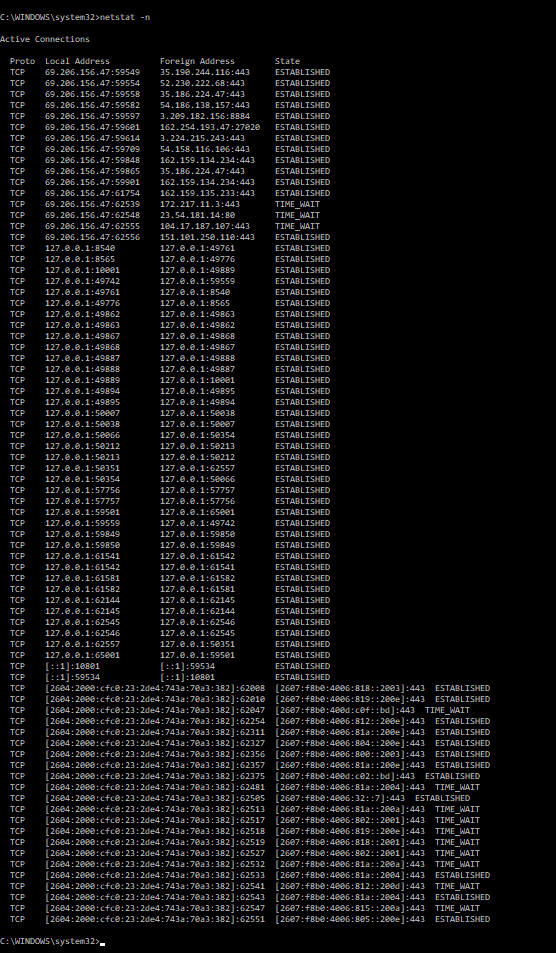 C:\WINDOWS\system32>netstat -n
Active Connections
Proto Local Address Foreign Address State
TCP 69.206.156.47:59549 35.190.244.116:443 ESTABLISHED
TCP 69.206.156.47:59554 52.230.222.68:443 ESTABLISHED
TCP 69.206.156.47:59558 35.186.224.47:443 ESTABLISHED
TCP 69.206.156.47:59582 54.186.138.157:443 ESTABLISHED
TCP 69.206.156.47:59597 3.209.182.156:8884 ESTABLISHED
TCP 69.206.156.47:59601 162.254.193.47:27020 ESTABLISHED
TCP 69.206.156.47:59614 3.224.215.243:443 ESTABLISHED
TCP 69.206.156.47:59709 54.158.116.106:443 ESTABLISHED
TCP 69.206.156.47:59848 162.159.134.234:443 ESTABLISHED
TCP 69.206.156.47:59865 35.186.224.47:443 ESTABLISHED
TCP 69.206.156.47:59901 162.159.134.234:443 ESTABLISHED
TCP 69.206.156.47:61754 162.159.135.233:443 ESTABLISHED
TCP 69.206.156.47:62539 172.217.11.3:443 TIME_WAIT
TCP 69.206.156.47:62548 23.54.181.14:80 TIME_WAIT
TCP 69.206.156.47:62555 104.17.187.107:443 TIME_WAIT
TCP 69.206.156.47:62556 151.101.250.110:443 ESTABLISHED
TCP 127.0.0.1:8540 127.0.0.1:49761 ESTABLISHED
TCP 127.0.0.1:8565 127.0.0.1:49776 ESTABLISHED
TCP 127.0.0.1:10001 127.0.0.1:49889 ESTABLISHED
TCP 127.0.0.1:49742 127.0.0.1:59559 ESTABLISHED
TCP 127.0.0.1:49761 127.0.0.1:8540 ESTABLISHED
TCP 127.0.0.1:49776 127.0.0.1:8565 ESTABLISHED
TCP 127.0.0.1:49862 127.0.0.1:49863 ESTABLISHED
TCP 127.0.0.1:49863 127.0.0.1:49862 ESTABLISHED
TCP 127.0.0.1:49867 127.0.0.1:49868 ESTABLISHED
TCP 127.0.0.1:49868 127.0.0.1:49867 ESTABLISHED
TCP 127.0.0.1:49887 127.0.0.1:49888 ESTABLISHED
TCP 127.0.0.1:49888 127.0.0.1:49887 ESTABLISHED
TCP 127.0.0.1:49889 127.0.0.1:10001 ESTABLISHED
TCP 127.0.0.1:49894 127.0.0.1:49895 ESTABLISHED
TCP 127.0.0.1:49895 127.0.0.1:49894 ESTABLISHED
TCP 127.0.0.1:50007 127.0.0.1:50038 ESTABLISHED
TCP 127.0.0.1:50038 127.0.0.1:50007 ESTABLISHED
TCP 127.0.0.1:50066 127.0.0.1:50354 ESTABLISHED
TCP 127.0.0.1:50212 127.0.0.1:50213 ESTABLISHED
TCP 127.0.0.1:50213 127.0.0.1:50212 ESTABLISHED
TCP 127.0.0.1:50351 127.0.0.1:62557 ESTABLISHED
TCP 127.0.0.1:50354 127.0.0.1:50066 ESTABLISHED
TCP 127.0.0.1:57756 127.0.0.1:57757 ESTABLISHED
TCP 127.0.0.1:57757 127.0.0.1:57756 ESTABLISHED
TCP 127.0.0.1:59501 127.0.0.1:65001 ESTABLISHED
TCP 127.0.0.1:59559 127.0.0.1:49742 ESTABLISHED
TCP 127.0.0.1:59849 127.0.0.1:59850 ESTABLISHED
TCP 127.0.0.1:59850 127.0.0.1:59849 ESTABLISHED
TCP 127.0.0.1:61541 127.0.0.1:61542 ESTABLISHED
TCP 127.0.0.1:61542 127.0.0.1:61541 ESTABLISHED
TCP 127.0.0.1:61581 127.0.0.1:61582 ESTABLISHED
TCP 127.0.0.1:61582 127.0.0.1:61581 ESTABLISHED
TCP 127.0.0.1:62144 127.0.0.1:62145 ESTABLISHED
TCP 127.0.0.1:62145 127.0.0.1:62144 ESTABLISHED
TCP 127.0.0.1:62545 127.0.0.1:62546 ESTABLISHED
TCP 127.0.0.1:62546 127.0.0.1:62545 ESTABLISHED
TCP 127.0.0.1:62557 127.0.0.1:50351 ESTABLISHED
TCP 127.0.0.1:65001 127.0.0.1:59501 ESTABLISHED
TCP [::1]:10801 [::1]:59534 ESTABLISHED
TCP [::1]:59534 [::1]:10801 ESTABLISHED
TCP [2604:2000:cfc0:23:2de4:743a:70a3:382]:62008 [2607:f8b0:4006:818::2003]:443 ESTABLISHED
TCP [2604:2000:cfc0:23:2de4:743a:70a3:382]:62010 [2607:f8b0:4006:819::200e]:443 ESTABLISHED
TCP [2604:2000:cfc0:23:2de4:743a:70a3:382]:62047 [2607:f8b0:400d:c0f::bd]:443 TIME_WAIT
TCP [2604:2000:cfc0:23:2de4:743a:70a3:382]:62254 [2607:f8b0:4006:812::200e]:443 ESTABLISHED
TCP [2604:2000:cfc0:23:2de4:743a:70a3:382]:62311 [2607:f8b0:4006:81a::200e]:443 ESTABLISHED
TCP [2604:2000:cfc0:23:2de4:743a:70a3:382]:62327 [2607:f8b0:4006:804::200e]:443 ESTABLISHED
TCP [2604:2000:cfc0:23:2de4:743a:70a3:382]:62356 [2607:f8b0:4006:800::2003]:443 ESTABLISHED
TCP [2604:2000:cfc0:23:2de4:743a:70a3:382]:62357 [2607:f8b0:4006:81a::200e]:443 ESTABLISHED
TCP [2604:2000:cfc0:23:2de4:743a:70a3:382]:62375 [2607:f8b0:400d:c02::bd]:443 ESTABLISHED
TCP [2604:2000:cfc0:23:2de4:743a:70a3:382]:62481 [2607:f8b0:4006:81a::2004]:443 TIME_WAIT
TCP [2604:2000:cfc0:23:2de4:743a:70a3:382]:62505 [2607:f8b0:4006:32::7]:443 ESTABLISHED
TCP [2604:2000:cfc0:23:2de4:743a:70a3:382]:62513 [2607:f8b0:4006:81a::200a]:443 TIME_WAIT
TCP [2604:2000:cfc0:23:2de4:743a:70a3:382]:62517 [2607:f8b0:4006:802::2001]:443 TIME_WAIT
TCP [2604:2000:cfc0:23:2de4:743a:70a3:382]:62518 [2607:f8b0:4006:819::200e]:443 TIME_WAIT
TCP [2604:2000:cfc0:23:2de4:743a:70a3:382]:62519 [2607:f8b0:4006:818::2001]:443 TIME_WAIT
TCP [2604:2000:cfc0:23:2de4:743a:70a3:382]:62527 [2607:f8b0:4006:802::2001]:443 TIME_WAIT
TCP [2604:2000:cfc0:23:2de4:743a:70a3:382]:62532 [2607:f8b0:4006:81a::200a]:443 TIME_WAIT
TCP [2604:2000:cfc0:23:2de4:743a:70a3:382]:62533 [2607:f8b0:4006:81a::2004]:443 ESTABLISHED
TCP [2604:2000:cfc0:23:2de4:743a:70a3:382]:62541 [2607:f8b0:4006:812::200d]:443 TIME_WAIT
TCP [2604:2000:cfc0:23:2de4:743a:70a3:382]:62543 [2607:f8b0:4006:81a::2004]:443 ESTABLISHED
TCP [2604:2000:cfc0:23:2de4:743a:70a3:382]:62547 [2607:f8b0:4006:815::200a]:443 TIME_WAIT
TCP [2604:2000:cfc0:23:2de4:743a:70a3:382]:62551 [2607:f8b0:4006:805::200e]:443 ESTABLISHED
C:\WINDOWS\system32>